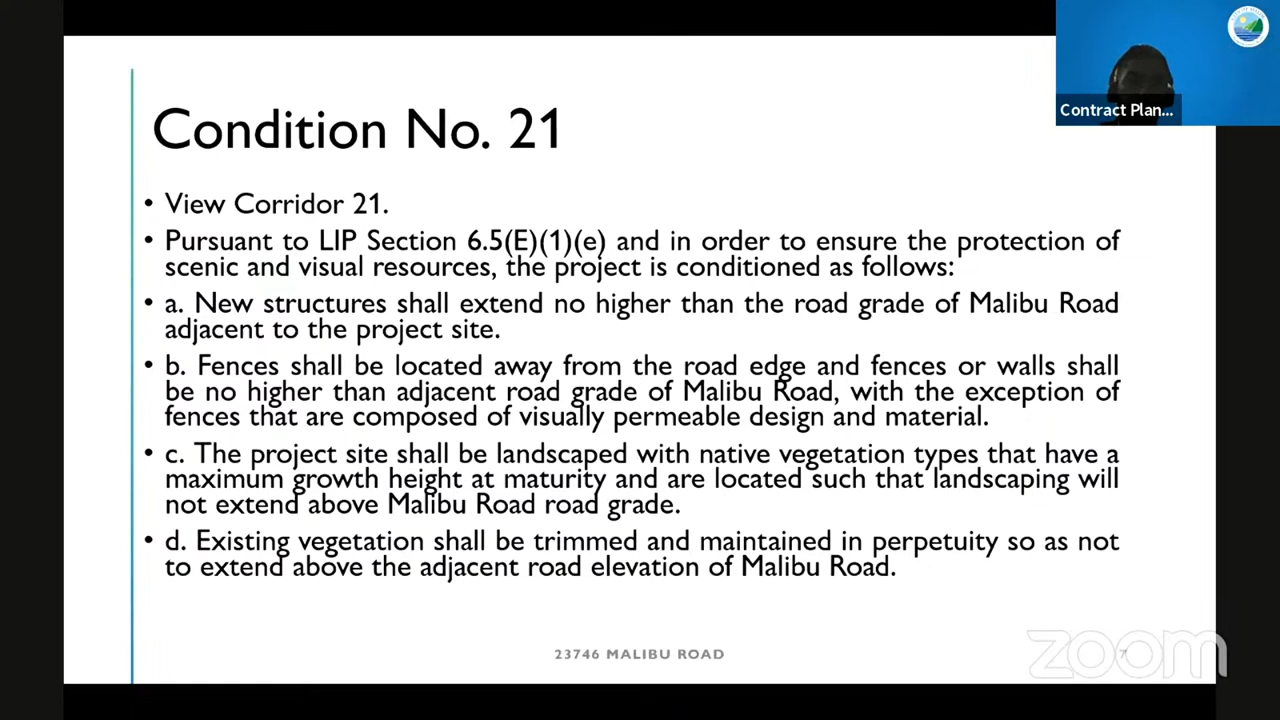 Condition No. 21
Contract Plan...
• View Corridor 21.
• Pursuant to LIP Section 6.5(E)(1)(e) and in order to ensure the protection of
scenic and visual resources, the project is conditioned as follows:
• a. New structures shall extend no higher than the road grade of Malibu Road
adjacent to the project site.
• b. Fences shall be located away from the road edge and fences or walls shall
be no higher than adjacent road grade of Malibu Road, with the exception of
fences that are composed of visually permeable design and material.
• c. The project site shall be landscaped with native vegetation types that have a
maximum growth height at maturity and are located such that landscaping will
not extend above Malibu Road road grade.
• d. Existing vegetation shall be trimmed and maintained in perpetuity so as not
to extend above the adjacent road elevation of Malibu Road.
23746 MALIBU ROAD
7
zoom